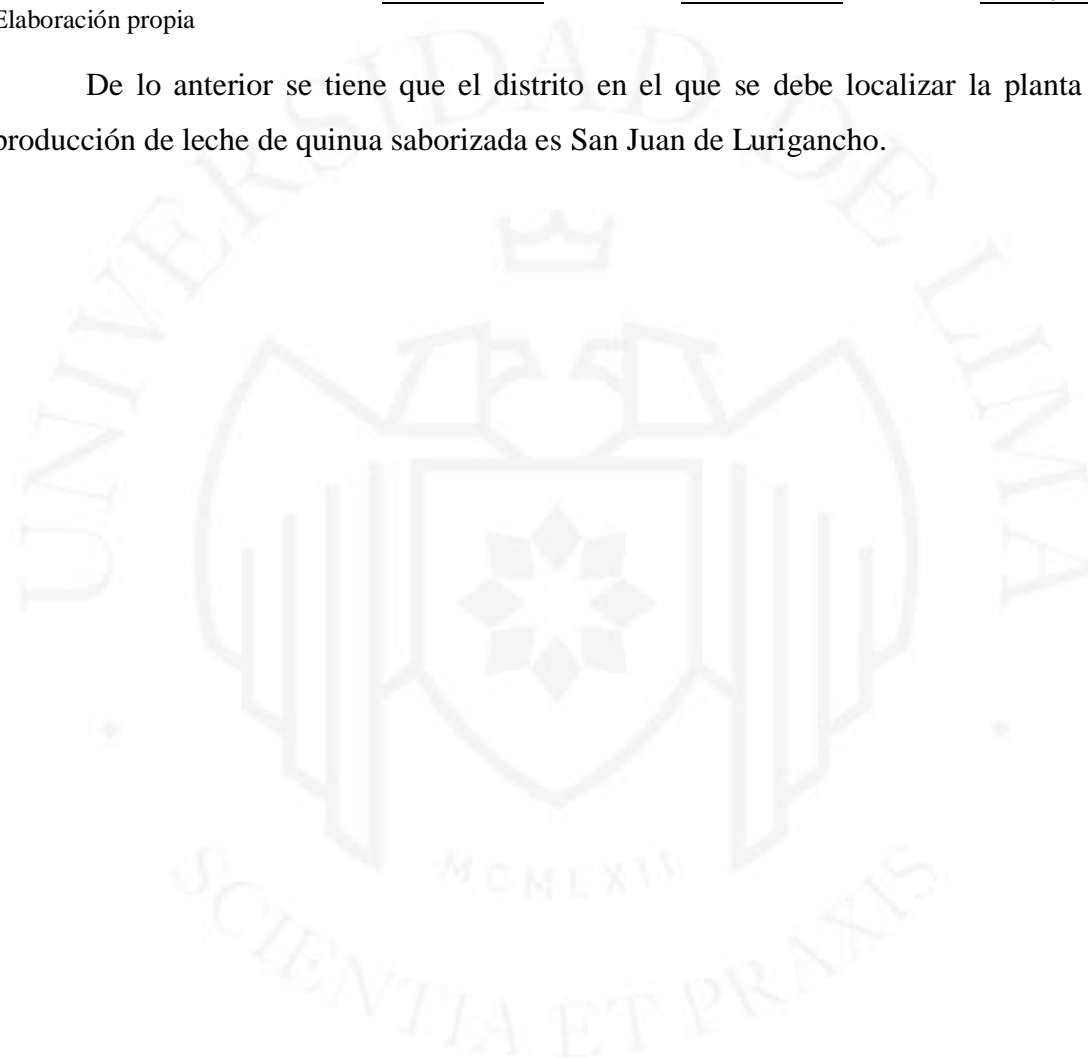 Elaboración propia
De lo anterior se tiene que el distrito en el que se debe localizar la planta
producción de leche de quinua saborizada es San Juan de Lurigancho.
UNIVERSIDAD DE LIMA
MCMLXII
SCIENTIA ET PRAXIS